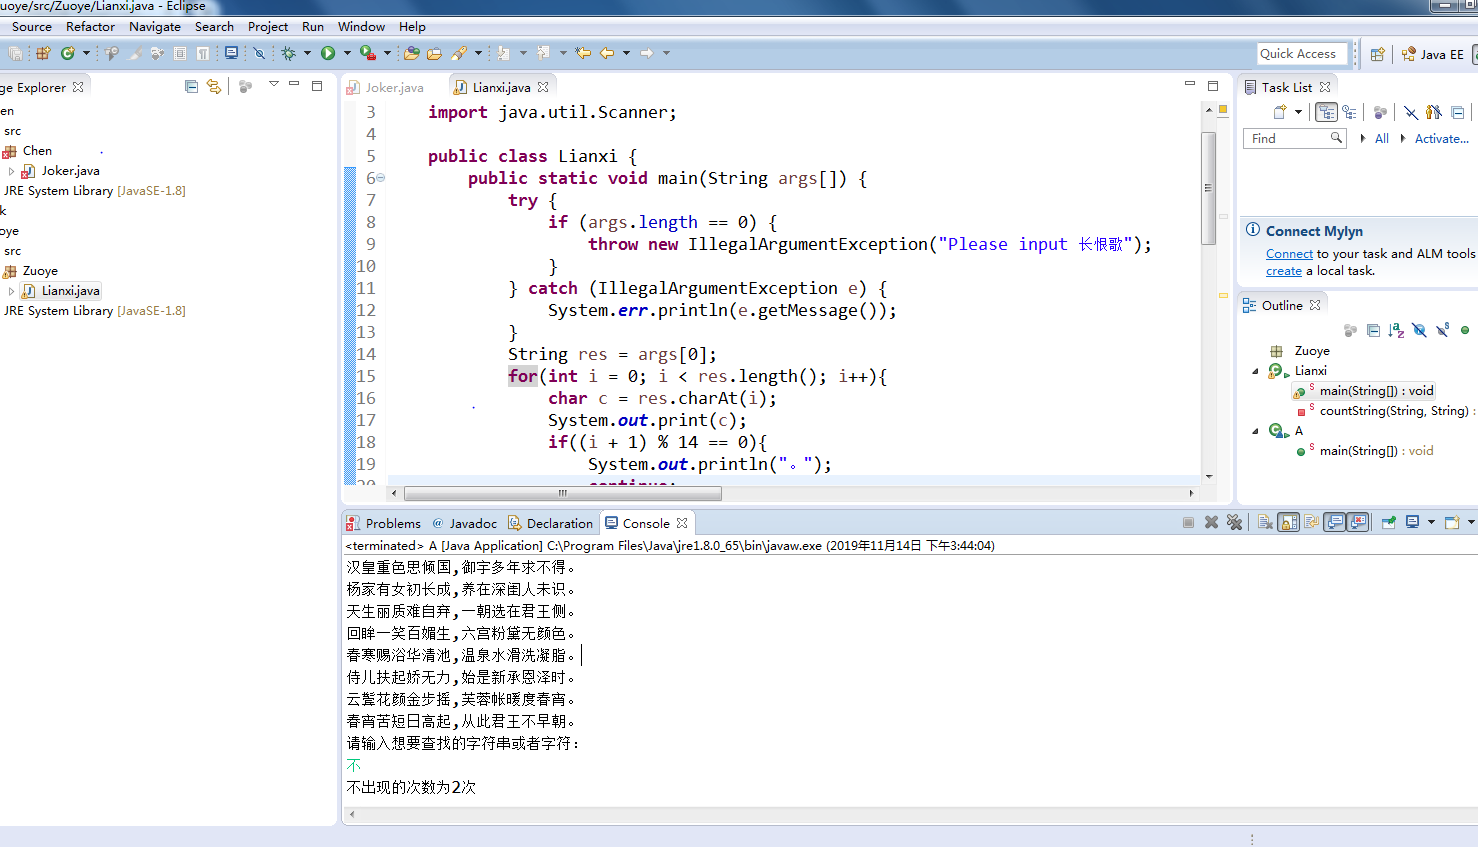 uoye/src/Zuoye/Lianxi.java - Eclipse
Source Refactor Navigate Search Project Run Window Help
Quick Access
Java EE
ge Explorer
en
src
Chen
Joker.java
JRE System Library [JavaSE-1.8]
k
oye
src
Zuoye
Lianxi.java
JRE System Library [JavaSE-1.8]
Joker.java
Lianxi.java
3 import java.util.Scanner;
4
5 public class Lianxi {
6 public static void main(String args[]) {
7 try {
8 if (args.length == 0) {
9 throw new IllegalArgumentException("Please input 长恨歌");
10 }
11 } catch (IllegalArgumentException e) {
12 System.err.println(e.getMessage());
13 }
14 String res = args[0];
15 for(int i = 0; i < res.length(); i++){
16 char c = res.charAt(i);
17 System.out.print(c);
18 if((i + 1) % 14 == 0){
19 System.out.println("。");
20 continue;
Task List
Find
All
Activate...
Connect Mylyn
Connect to your task and ALM tools
create a local task.
Outline
Zuoye
Lianxi
main(String[]) : void
countString(String, String) :
A
main(String[]) : void
Problems
@ Javadoc
Declaration
Console
<terminated> A [Java Application] C:\Program Files\Java\jre1.8.0_65\bin\javaw.exe (2019年11月14日 下午3:44:04)
汉皇重色思倾国,御宇多年求不得。
杨家有女初长成,养在深闺人未识。
天生丽质难自弃,一朝选在君王侧。
回眸一笑百媚生,六宫粉黛无颜色。
春寒赐浴华清池,温泉水滑洗凝脂。
侍儿扶起娇无力,始是新承恩泽时。
云鬓花颜金步摇,芙蓉帐暖度春宵。
春宵苦短日高起,从此君王不早朝。
请输入想要查找的字符串或者字符:
不
不出现的次数为2次